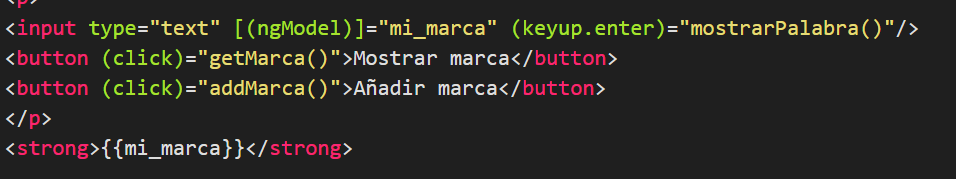 <p>
<input type="text" [(ngModel)]="mi_marca" (keyup.enter)="mostrarPalabra()"/>
<button (click)="getMarca()">Mostrar marca</button>
<button (click)="addMarca()">Añadir marca</button>
</p>
<strong>{{mi_marca}}</strong>